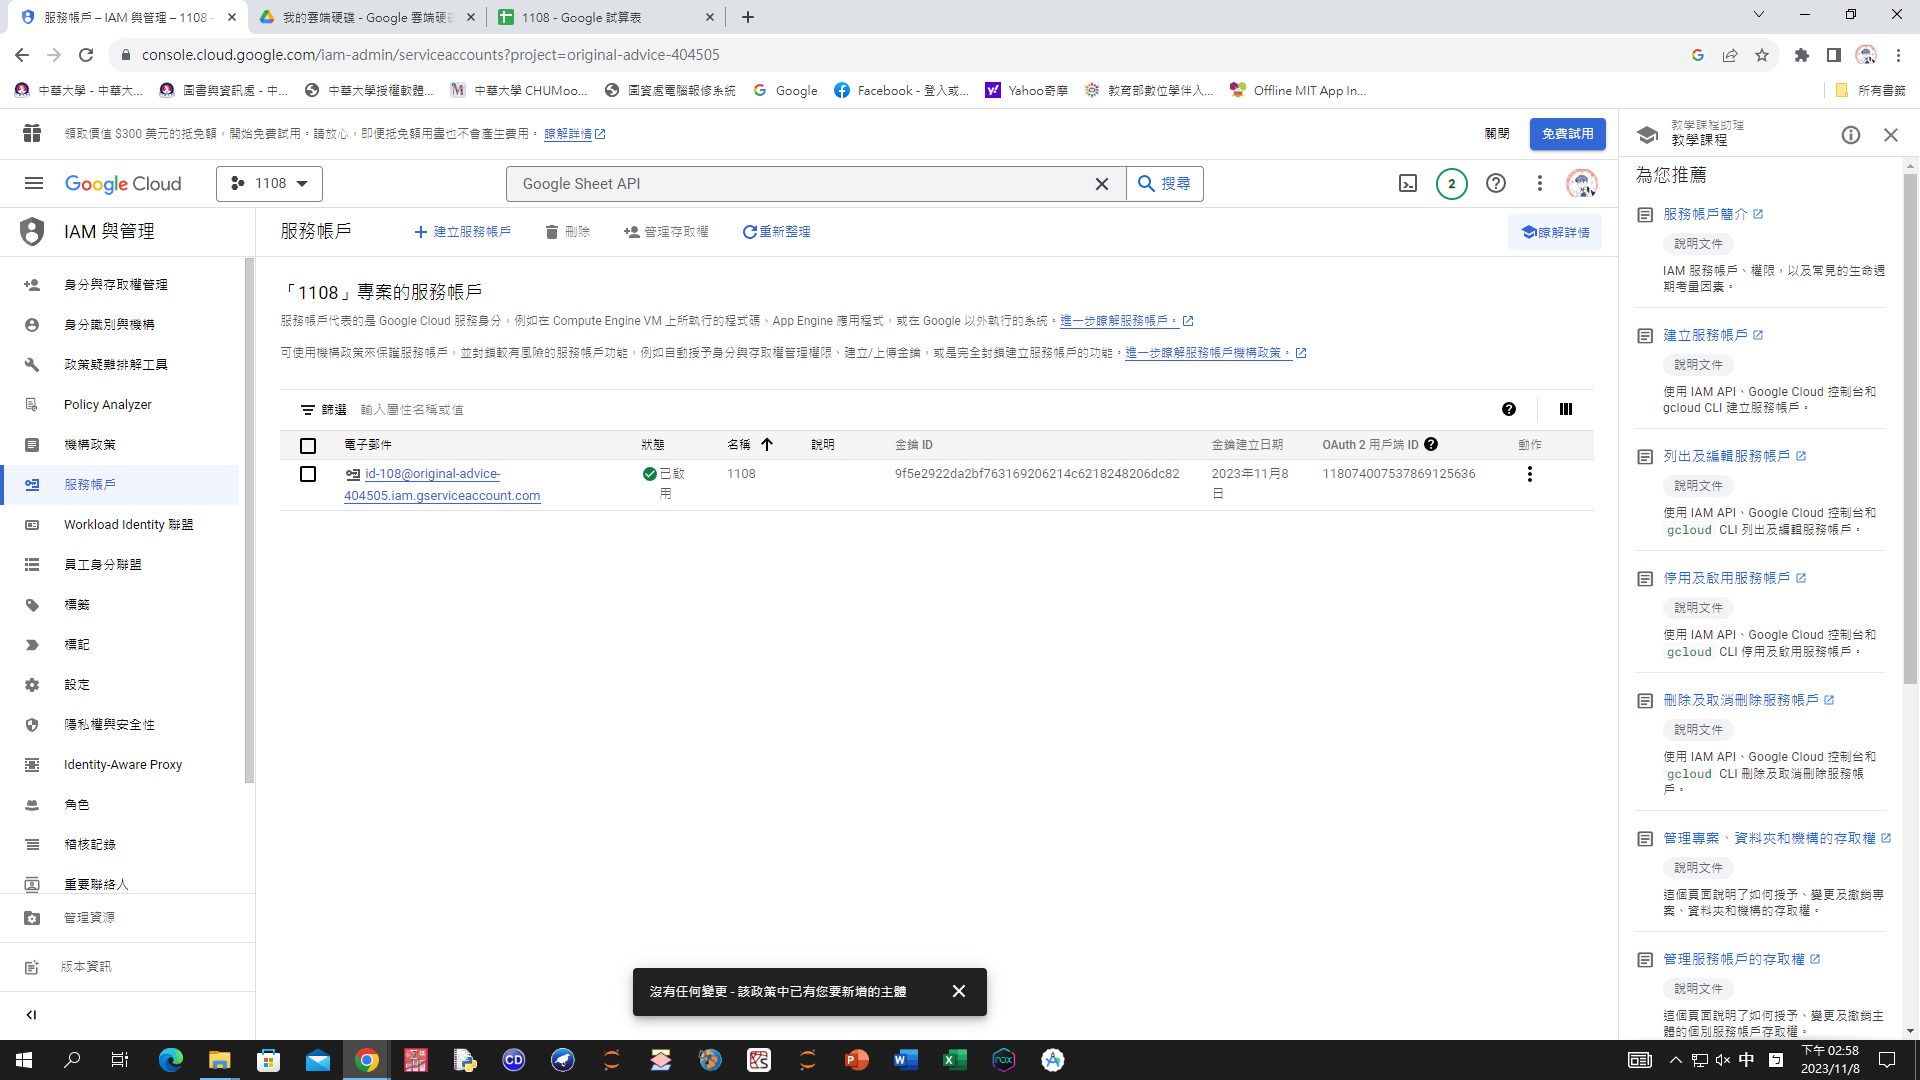 服務帳戶 – IAM 與管理 – 1108 -
我的雲端硬碟 - Google 雲端硬碟
1108 - Google 試算表
console.cloud.google.com/iam-admin/serviceaccounts?project=original-advice-404505
中華大學 - 中華大...
圖書與資訊處 - 中...
中華大學授權軟體...
中華大學 CHUMoo...
圖資處電腦報修系統
Google
Facebook - 登入或...
Yahoo奇摩
教育部數位學伴入...
Offline MIT App In...
所有書籤
領取價值 $300 美元的抵免額，開始免費試用。請放心，即便抵免額用盡也不會產生費用。 瞭解詳情
關閉
免費試用
Google Cloud
1108
Google Sheet API
搜尋
2
IAM 與管理
身分與存取權管理
身分識別與機構
政策疑難排解工具
Policy Analyzer
機構政策
服務帳戶
Workload Identity 聯盟
員工身分聯盟
標籤
標記
設定
隱私權與安全性
Identity-Aware Proxy
角色
稽核記錄
重要聯絡人
管理資源
版本資訊
服務帳戶
建立服務帳戶
刪除
管理存取權
重新整理
瞭解詳情
「1108」專案的服務帳戶
服務帳戶代表的是 Google Cloud 服務身分，例如在 Compute Engine VM 上所執行的程式碼、App Engine 應用程式，或在 Google 以外執行的系統。進一步瞭解服務帳戶。
可使用機構政策來保護服務帳戶，並封鎖較有風險的服務帳戶功能，例如自動授予身分與存取權管理權限、建立/上傳金鑰，或是完全封鎖建立服務帳戶的功能。進一步瞭解服務帳戶機構政策。
篩選 輸入屬性名稱或值
電子郵件 狀態 名稱 說明 金鑰 ID 金鑰建立日期 OAuth 2 用戶端 ID 動作
id-108@original-advice- 已啟 1108 9f5e2922da2bf763169206214c6218248206dc82 2023年11月8 118074007537869125636
404505.iam.gserviceaccount.com 用 日
沒有任何變更 - 該政策中已有您要新增的主體
教學課程助理
教學課程
為您推薦
服務帳戶簡介
說明文件
IAM 服務帳戶、權限，以及常見的生命週
期考量因素。
建立服務帳戶
說明文件
使用 IAM API、Google Cloud 控制台和
gcloud CLI 建立服務帳戶。
列出及編輯服務帳戶
說明文件
使用 IAM API、Google Cloud 控制台和
gcloud CLI 列出及編輯服務帳戶。
停用及啟用服務帳戶
說明文件
使用 IAM API、Google Cloud 控制台和
gcloud CLI 停用及啟用服務帳戶。
刪除及取消刪除服務帳戶
說明文件
使用 IAM API、Google Cloud 控制台和
gcloud CLI 刪除及取消刪除服務帳
戶。
管理專案、資料夾和機構的存取權
說明文件
這個頁面說明了如何授予、變更及撤銷專
案、資料夾和機構的存取權。
管理服務帳戶的存取權
說明文件
這個頁面說明了如何授予、變更及撤銷主
體的個別服務帳戶存取權。
中
下午 02:58
2023/11/8